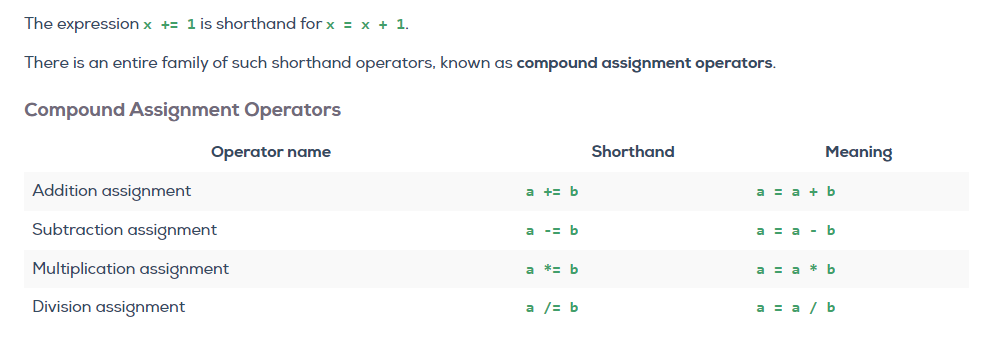 The expression x += 1 is shorthand for x = x + 1.
There is an entire family of such shorthand operators, known as compound assignment operators.
Compound Assignment Operators
Operator name Shorthand Meaning
Addition assignment a += b a = a + b
Subtraction assignment a -= b a = a - b
Multiplication assignment a *= b a = a * b
Division assignment a /= b a = a / b